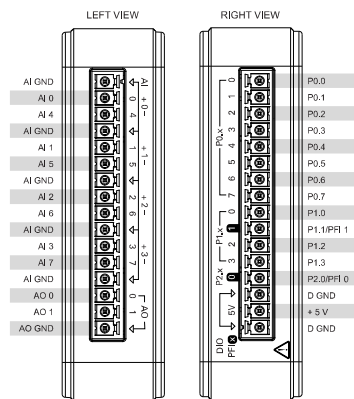 LEFT VIEW
RIGHT VIEW
AI GND
AI 0
AI 4
AI GND
AI 1
AI 5
AI GND
AI 2
AI 6
AI GND
AI 3
AI 7
AI GND
AO 0
AO 1
AO GND
AI
0 + 0 -
4
1 + 1 -
5
2 + 2 -
6
3 + 3 -
7
0
1
AO
P0.x
0
1
2
3
4
5
6
7
P1.x
0
1
2
3
P2.x
0
5V
DIO
PFI X
P0.0
P0.1
P0.2
P0.3
P0.4
P0.5
P0.6
P0.7
P1.0
P1.1/PFI 1
P1.2
P1.3
P2.0/PFI 0
D GND
+ 5 V
D GND